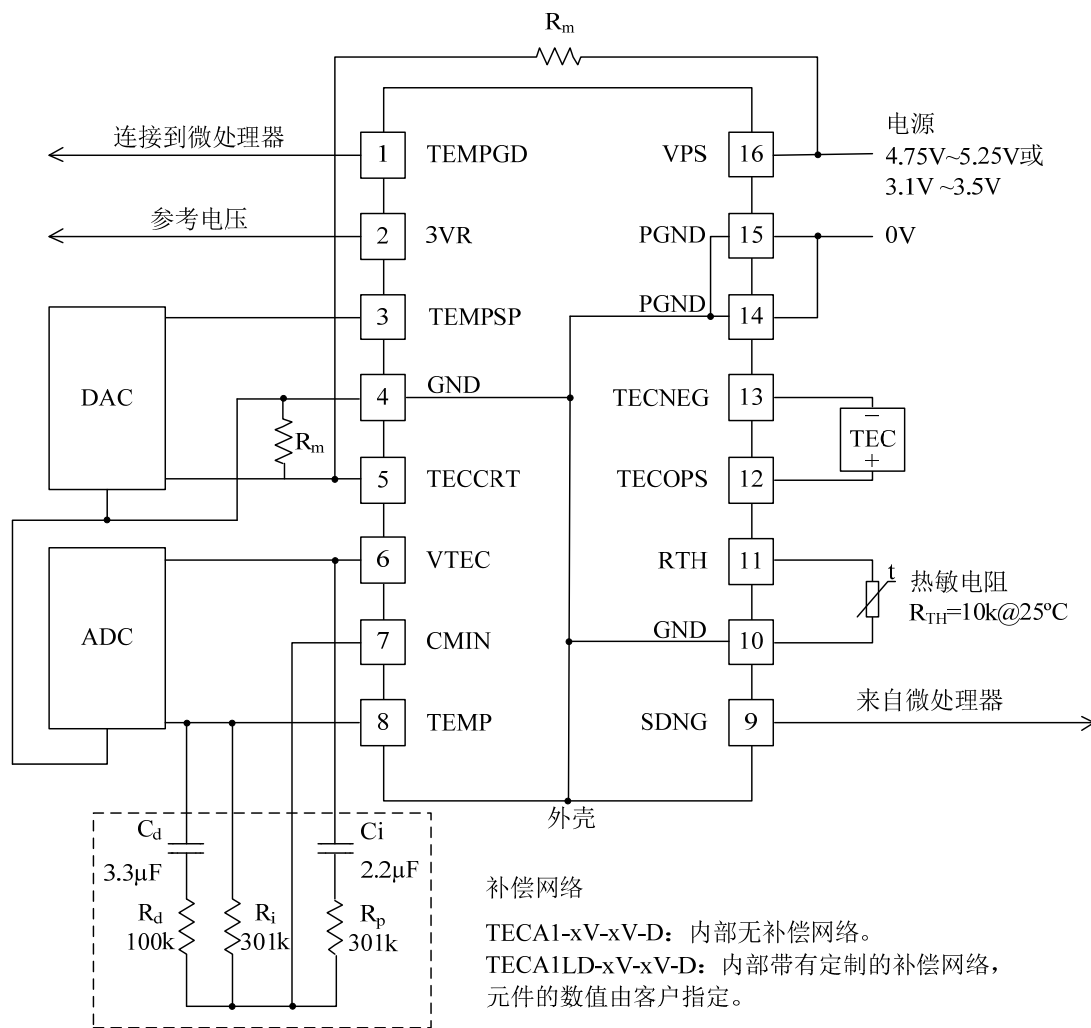 Rm
连接到微处理器
1
TEMPGD
VPS
16
电源
4.75V~5.25V或
3.1V ~3.5V
参考电压
2
3VR
PGND
15
0V
3
TEMPSP
PGND
14
DAC
4
GND
TECNEG
13
Rm
−
TEC
+
5
TECCRT
TECOPS
12
6
VTEC
RTH
11
t
热敏电阻
RTH=10k@25ºC
ADC
7
CMIN
GND
10
8
TEMP
SDNG
9
来自微处理器
外壳
Cd
3.3μF
Ci
2.2μF
Rd
100k
Ri
301k
Rp
301k
补偿网络
TECA1-xV-xV-D：内部无补偿网络。
TECA1LD-xV-xV-D：内部带有定制的补偿网络，
元件的数值由客户指定。